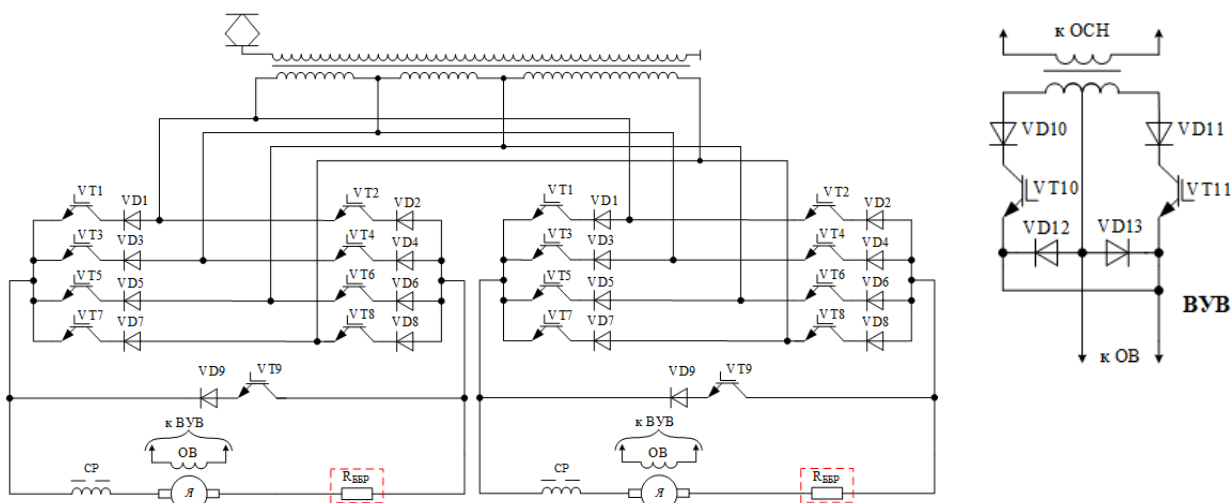 к ОСН
VD10 VD11
VT10 VT11
VD12 VD13
ВУВ
к ОВ
VT1 VD1 VT2 VD2
VT3 VD3 VT4 VD4
VT5 VD5 VT6 VD6
VT7 VD7 VT8 VD8
VD9 VT9
к ВУВ
ОВ
СР Я RББР
VT1 VD1 VT2 VD2
VT3 VD3 VT4 VD4
VT5 VD5 VT6 VD6
VT7 VD7 VT8 VD8
VD9 VT9
к ВУВ
ОВ
СР Я RББР